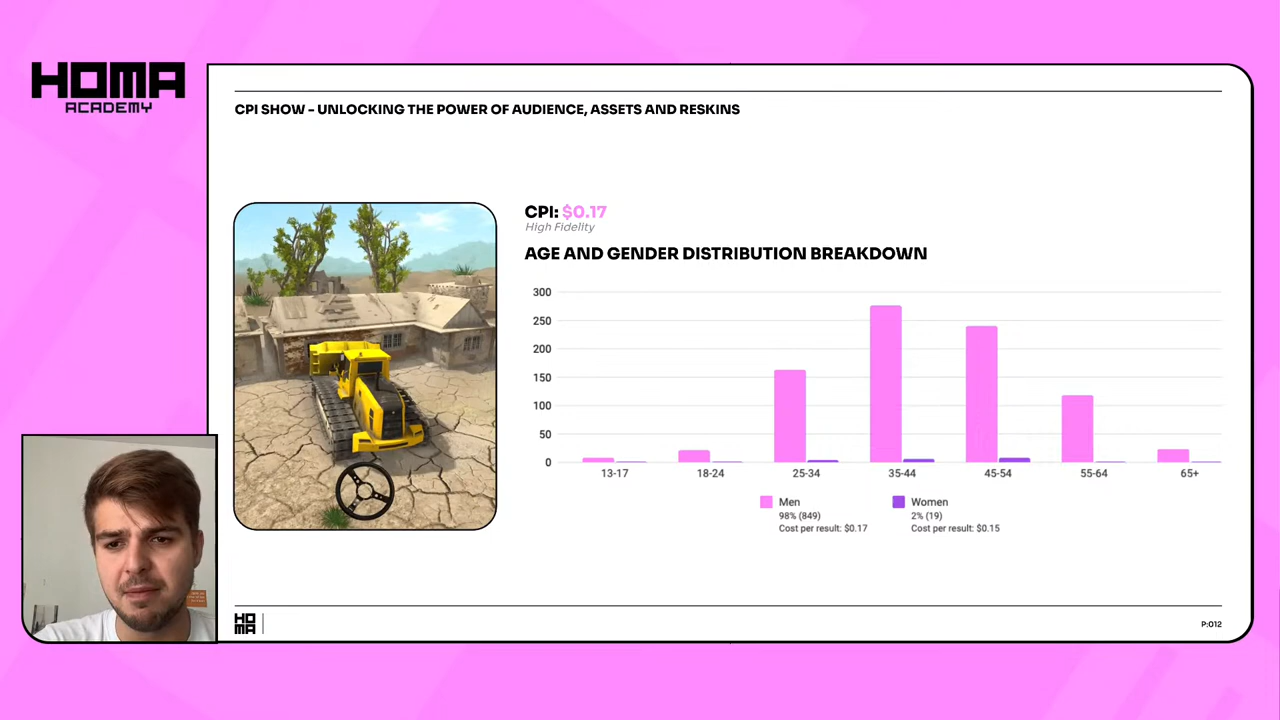 HOMA
ACADEMY
CPI SHOW - UNLOCKING THE POWER OF AUDIENCE, ASSETS AND RESKINS
CPI: $0.17
High Fidelity
AGE AND GENDER DISTRIBUTION BREAKDOWN
300
250
200
150
100
50
0
13-17 18-24 25-34 35-44 45-54 55-64 65+
Men Women
98% (849) 2% (19)
Cost per result: $0.17 Cost per result: $0.15
HO
MA
P:012